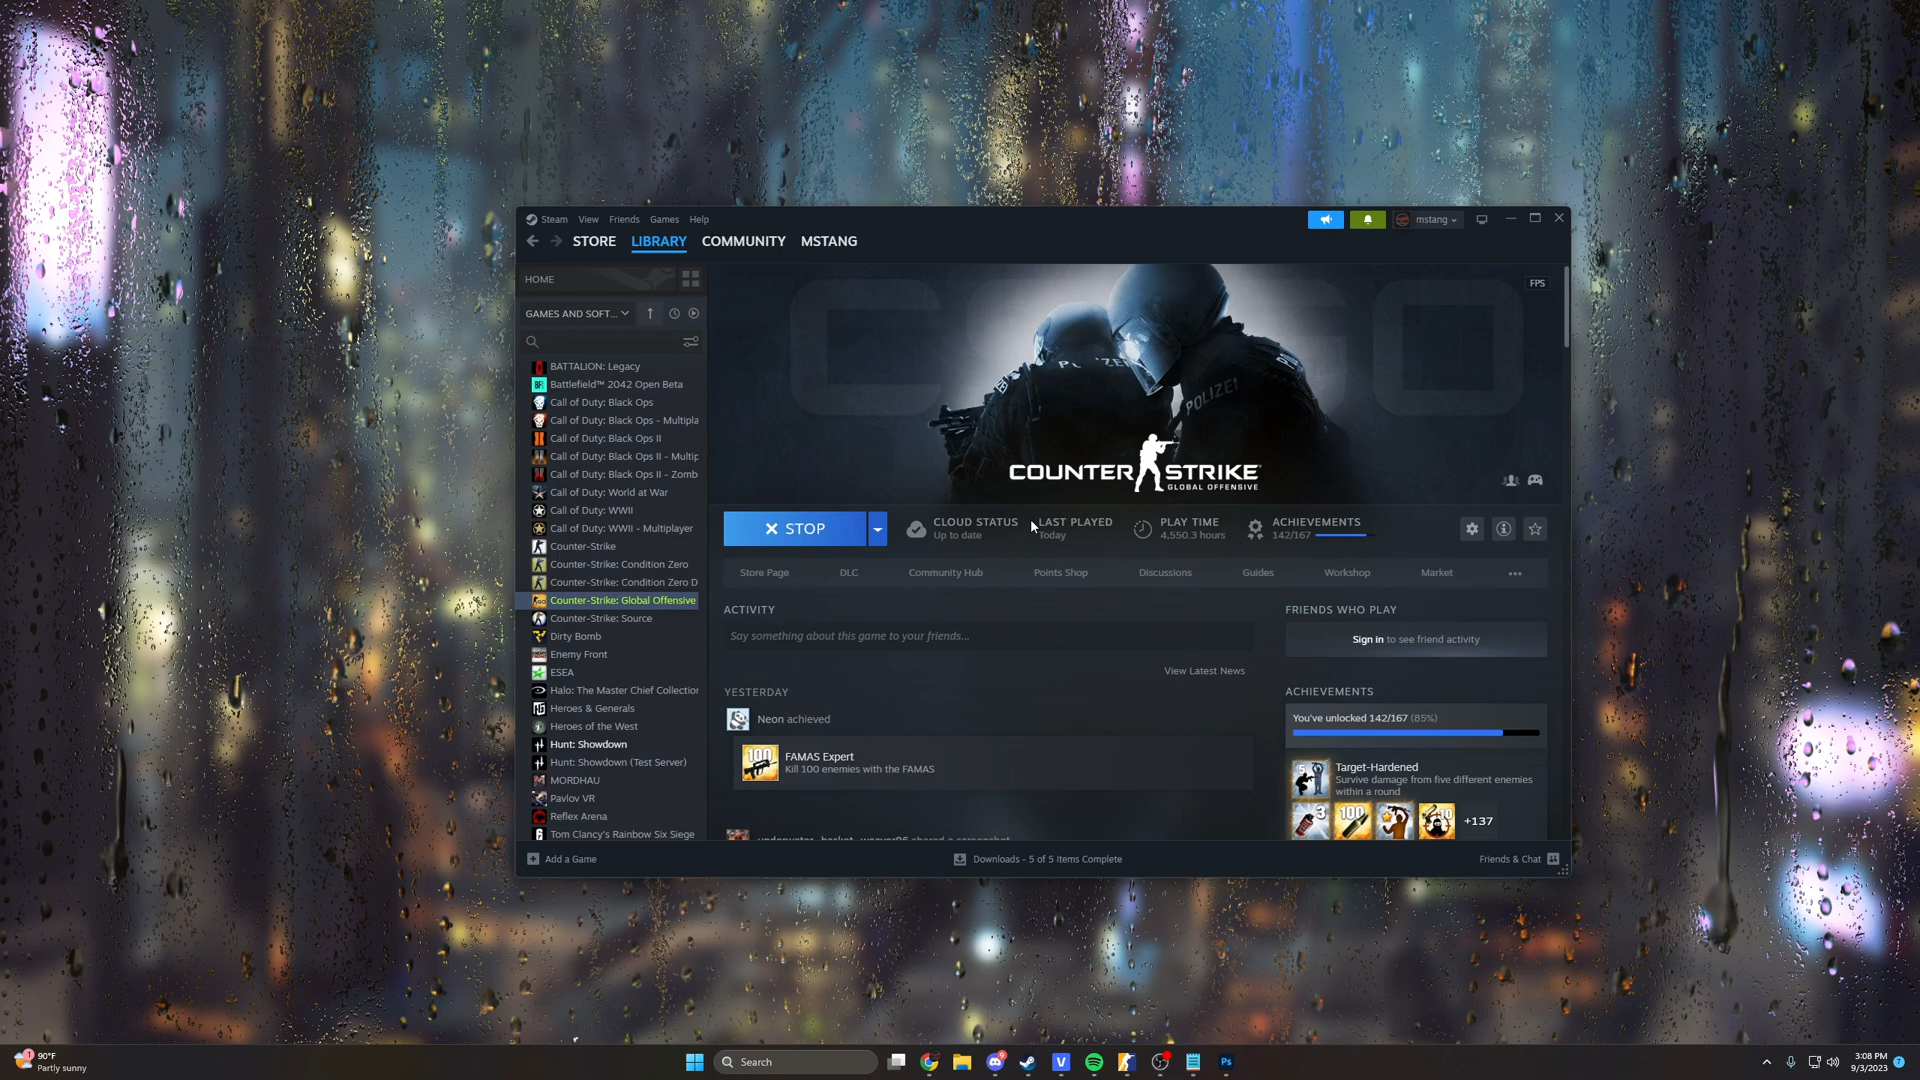 Steam View Friends Games Help
mstang
STORE LIBRARY COMMUNITY MSTANG
HOME
GAMES AND SOFT...
BATTALION: Legacy
Battlefield™ 2042 Open Beta
Call of Duty: Black Ops
Call of Duty: Black Ops - Multipla
Call of Duty: Black Ops II
Call of Duty: Black Ops II - Multip
Call of Duty: Black Ops II - Zomb
Call of Duty: World at War
Call of Duty: WWII
Call of Duty: WWII - Multiplayer
Counter-Strike
Counter-Strike: Condition Zero
Counter-Strike: Condition Zero D
Counter-Strike: Global Offensive
Counter-Strike: Source
Dirty Bomb
Enemy Front
ESEA
Halo: The Master Chief Collection
Heroes & Generals
Heroes of the West
Hunt: Showdown
Hunt: Showdown (Test Server)
MORDHAU
Pavlov VR
Reflex Arena
Tom Clancy's Rainbow Six Siege
FPS
POLIZEI
COUNTER STRIKE
GLOBAL OFFENSIVE
STOP
CLOUD STATUS
Up to date
LAST PLAYED
Today
PLAY TIME
4,550.3 hours
ACHIEVEMENTS
142/167
Store Page DLC Community Hub Points Shop Discussions Guides Workshop Market
ACTIVITY
Say something about this game to your friends...
View Latest News
YESTERDAY
Neon achieved
100
FAMAS Expert
Kill 100 enemies with the FAMAS
FRIENDS WHO PLAY
Sign in to see friend activity
ACHIEVEMENTS
You've unlocked 142/167 (85%)
Target-Hardened
Survive damage from five different enemies
within a round
+137
Add a Game
Downloads - 5 of 5 Items Complete
Friends & Chat
90°F
Partly sunny
Search
3:08 PM
9/3/2023